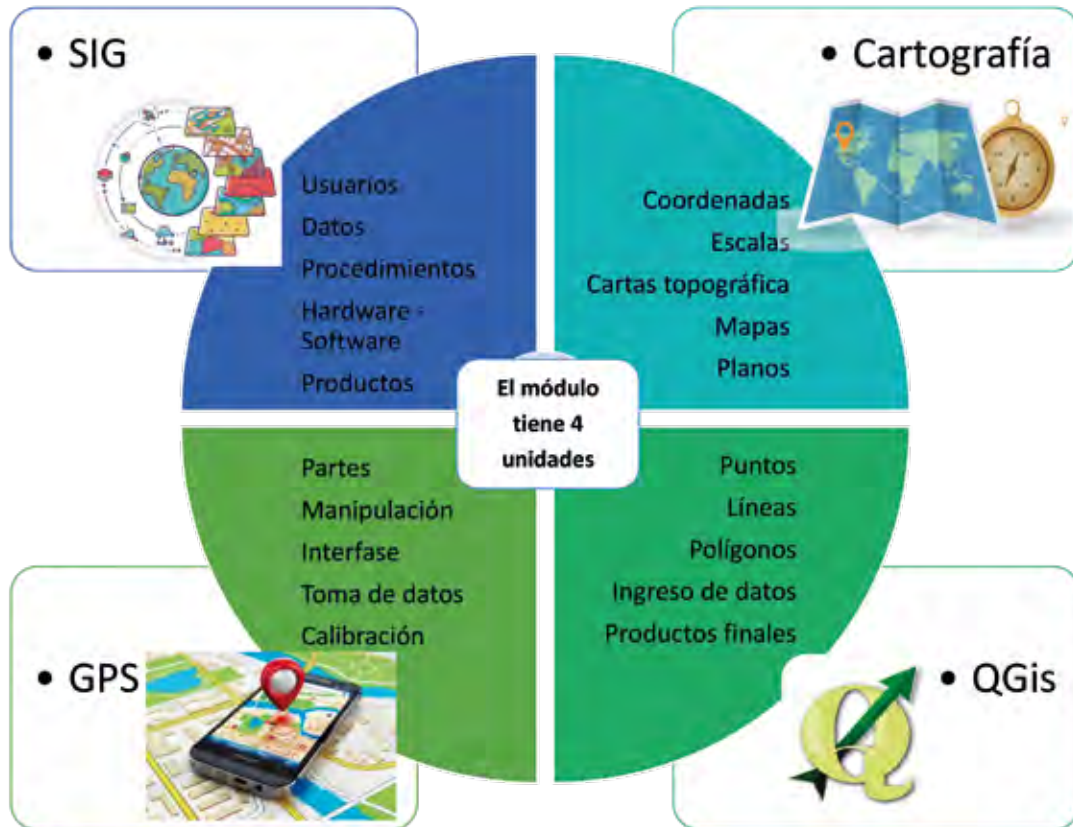 • SIG
Usuarios
Datos
Procedimientos
Hardware -
Software
Productos
• Cartografía
Coordenadas
Escalas
Cartas topográfica
Mapas
Planos
El módulo
tiene 4
unidades
Partes
Manipulación
Interfase
Toma de datos
Calibración
• GPS
Puntos
Líneas
Polígonos
Ingreso de datos
Productos finales
• QGis
Q